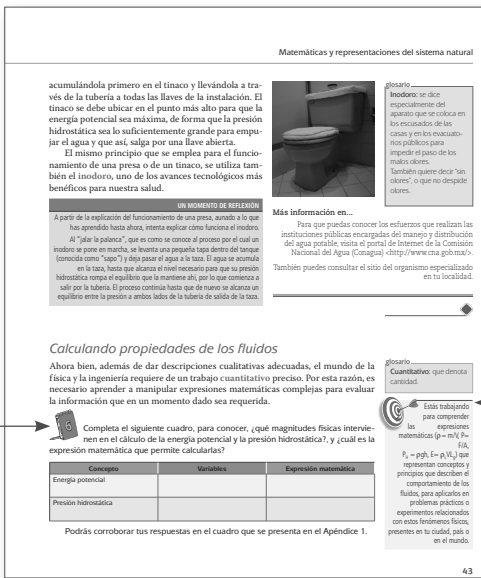 Matemáticas y representaciones del sistema natural
acumulándola primero en el tinaco y llevándola a tra-
vés de la tubería a todas las llaves de la instalación. El
tinaco se debe ubicar en el punto más alto para que la
energía potencial sea máxima, de forma que la presión
hidrostática sea lo suficientemente grande para empu-
jar el agua y que así, salga por una llave abierta.
El mismo principio que se emplea para el funcio-
namiento de una presa o de un tinaco, se utiliza tam-
bién el inodoro, uno de los avances tecnológicos más
benéficos para nuestra salud.
UN MOMENTO DE REFLEXIÓN
A partir de la explicación del funcionamiento de una presa, aunado a lo que
has aprendido hasta ahora, intenta explicar cómo funciona el inodoro.
Al "jalar la palanca", que es como se conoce al proceso por el cual un
inodoro se pone en marcha, se levanta una pequeña tapa dentro del tanque
(conocida como "sapo") y deja pasar el agua a la taza. El agua se acumula
en la taza, hasta que alcanza el nivel necesario para que su presión
hidrostática rompa el equilibrio que la mantiene ahí, por lo que comienza a
salir por la tubería. El proceso continúa hasta que de nuevo se alcanza un
equilibrio entre la presión a ambos lados de la tubería de salida de la taza.
glosario
Inodoro: se dice
especialmente del
aparato que se coloca en
los escusados de las
casas y en los evacuato-
rios públicos para
impedir el paso de los
malos olores.
También quiere decir "sin
olores", o que no despide
olores.
Más información en...
Para que puedas conocer los esfuerzos que realizan las
instituciones públicas encargadas del manejo y distribución
del agua potable, visita el portal de Internet de la Comisión
Nacional del Agua (Conagua) <http://www.cna.gob.mx/>.
También puedes consultar el sitio del organismo especializado
en tu localidad.
Calculando propiedades de los fluidos
Ahora bien, además de dar descripciones cualitativas adecuadas, el mundo de la
física y la ingeniería requiere de un trabajo cuantitativo preciso. Por esta razón, es
necesario aprender a manipular expresiones matemáticas complejas para evaluar
la información que en un momento dado sea requerida.
glosario
Cuantitativo: que denota
cantidad.
6
Completa el siguiente cuadro, para conocer, ¿qué magnitudes físicas intervie-
nen en el cálculo de la energía potencial y la presión hidrostática?, y ¿cuál es la
expresión matemática que permite calcularlas?
Concepto Variables Expresión matemática
Energía potencial
Presión hidrostática
Podrás corroborar tus respuestas en el cuadro que se presenta en el Apéndice 1.
Estás trabajando
para comprender
las expresiones
matemáticas (ρ = m/V, P=
F/A,
= ρgh, ) que
representan conceptos y
principios que describen el
comportamiento de los
fluidos, para aplicarlos en
problemas prácticos o
experimentos relacionados
con estos fenómenos físicos,
presentes en tu ciudad, país o
en el mundo.
43